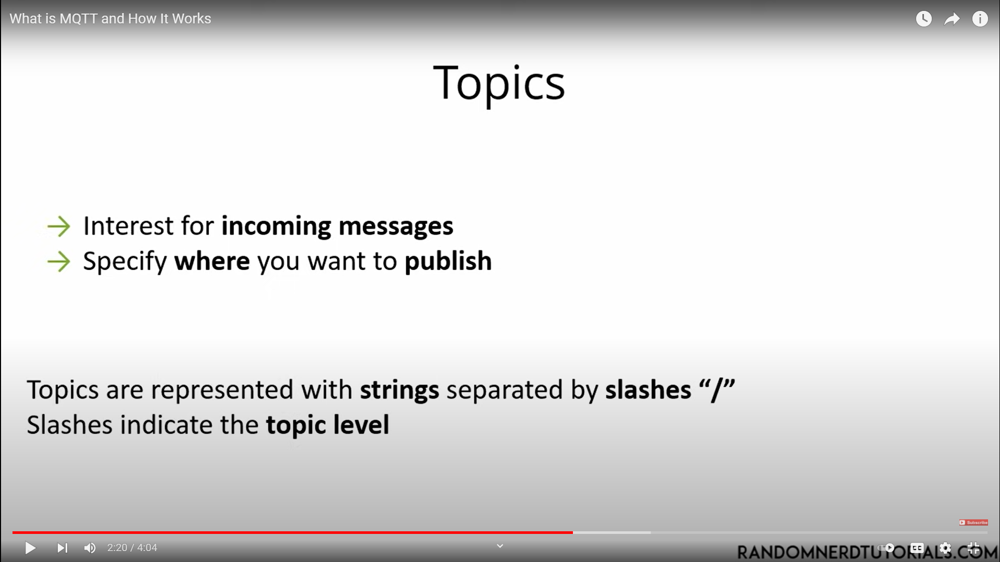 What is MQTT and How It Works
Topics
→ Interest for incoming messages
→ Specify where you want to publish
Topics are represented with strings separated by slashes “/”
Slashes indicate the topic level
Subscribe
2:20 / 4:04
CC
RANDOMNERDTUTORIALS.COM